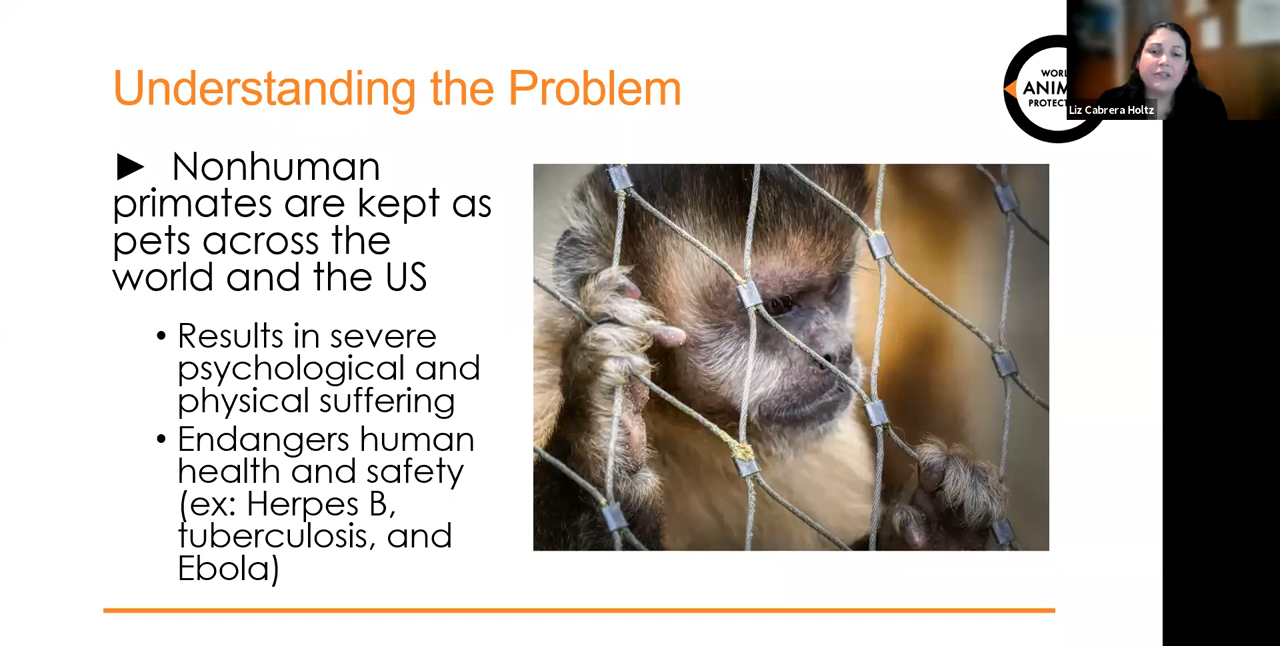 Understanding the Problem
WORL
ANIM
PROTEC
Liz Cabrera Holtz
► Nonhuman
primates are kept as
pets across the
world and the US
• Results in severe
psychological and
physical suffering
• Endangers human
health and safety
(ex: Herpes B,
tuberculosis, and
Ebola)